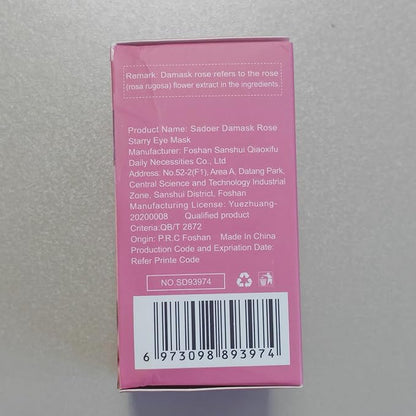 Remark: Damask rose refers to the rose
(rosa rugosa) flower extract in the ingredients.
Product Name: Sadoer Damask Rose
Starry Eye Mask
Manufacturer: Foshan Sanshui Qiaoxifu
Daily Necessities Co., Ltd
Address: No.52-2(F1), Area A, Datang Park,
Central Science and Technology Industrial
Zone, Sanshui District, Foshan
Manufacturing License: Yuezhuang-
20200008 Qualified product
Criteria:QB/T 2872
Origin: P.R.C Foshan Made In China
Production Code and Expriation Date:
Refer Printe Code
NO.SD93974
6 973098 893974